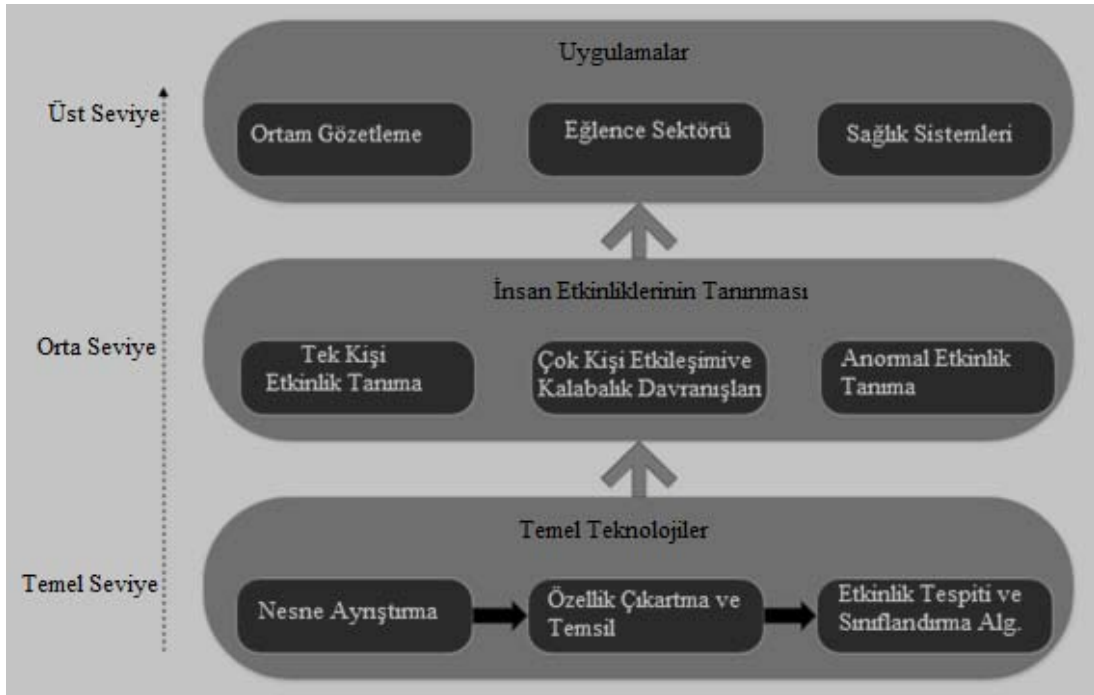 Uygulamalar
Üst Seviye
Ortam Gözetleme
Eğlence Sektörü
Sağlık Sistemleri
İnsan Etkinliklerinin Tanınması
Orta Seviye
Tek Kişi
Etkinlik Tanıma
Çok Kişi Etkileşimive
Kalabalık Davranışları
Anormal Etkinlik
Tanıma
Temel Teknolojiler
Temel Seviye
Nesne Ayrıştırma
Özellik Çıkartma ve
Temsil
Etkinlik Tespiti ve
Sınıflandırma Alg.